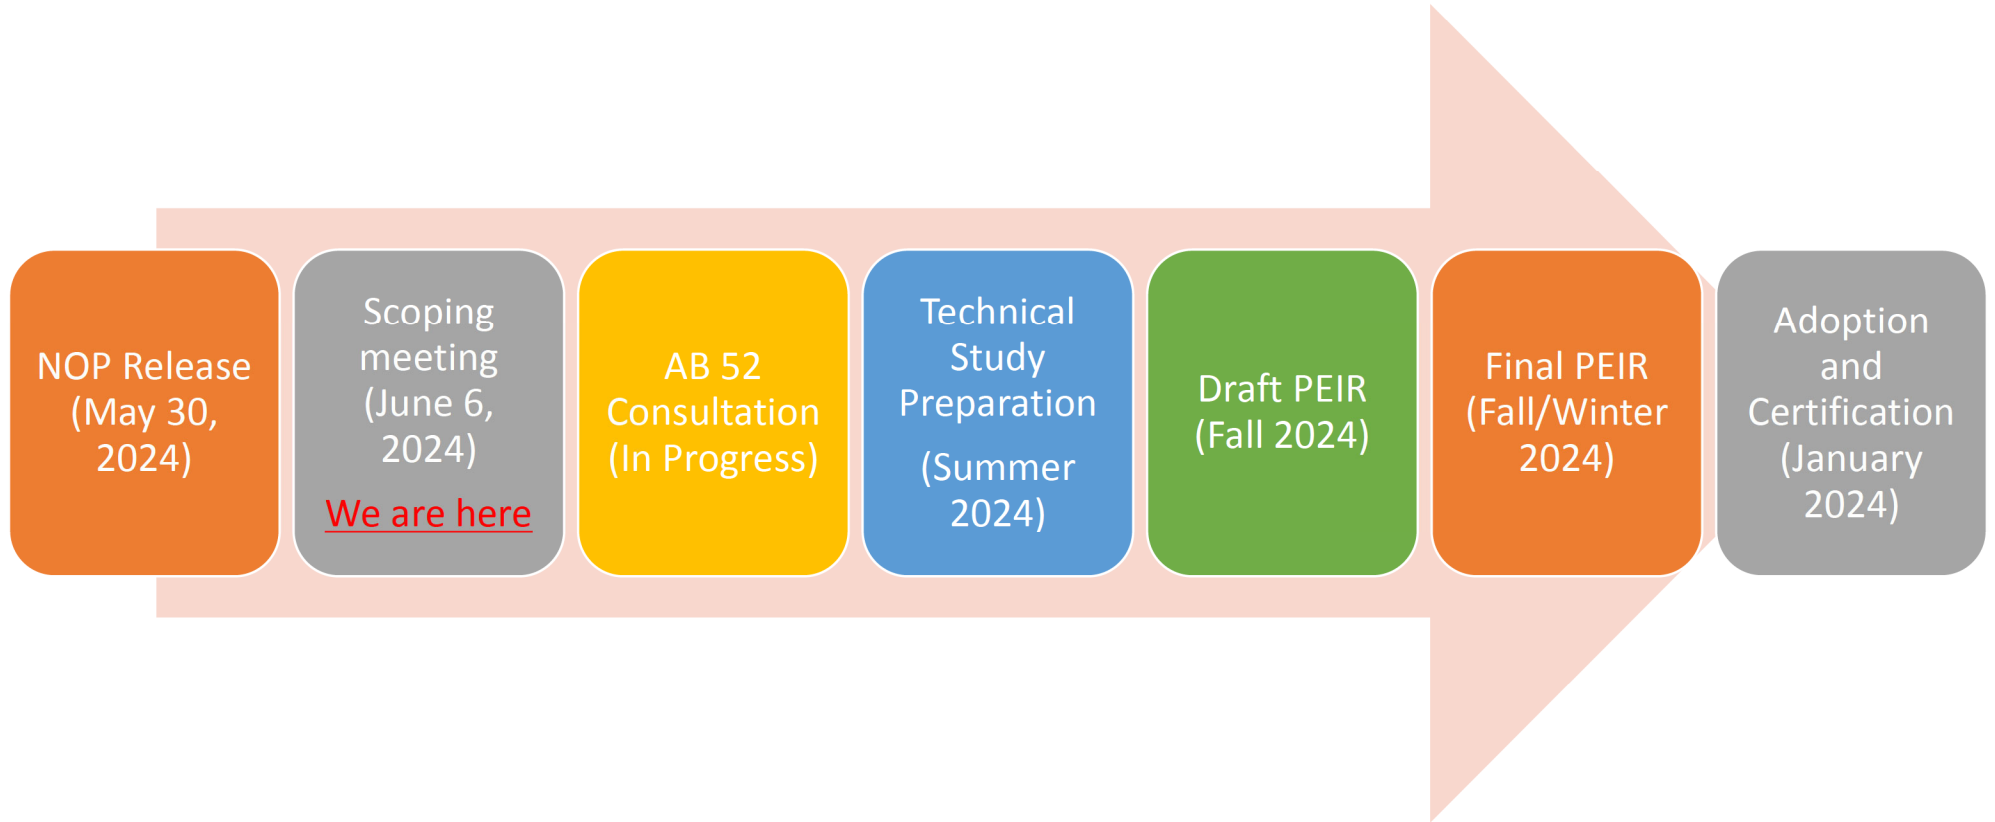 NOP Release
(May 30,
2024)
Scoping
meeting
(June 6,
2024)
We are here
AB 52
Consultation
(In Progress)
Technical
Study
Preparation
(Summer
2024)
Draft PEIR
(Fall 2024)
Final PEIR
(Fall/Winter
2024)
Adoption
and
Certification
(January
2024)